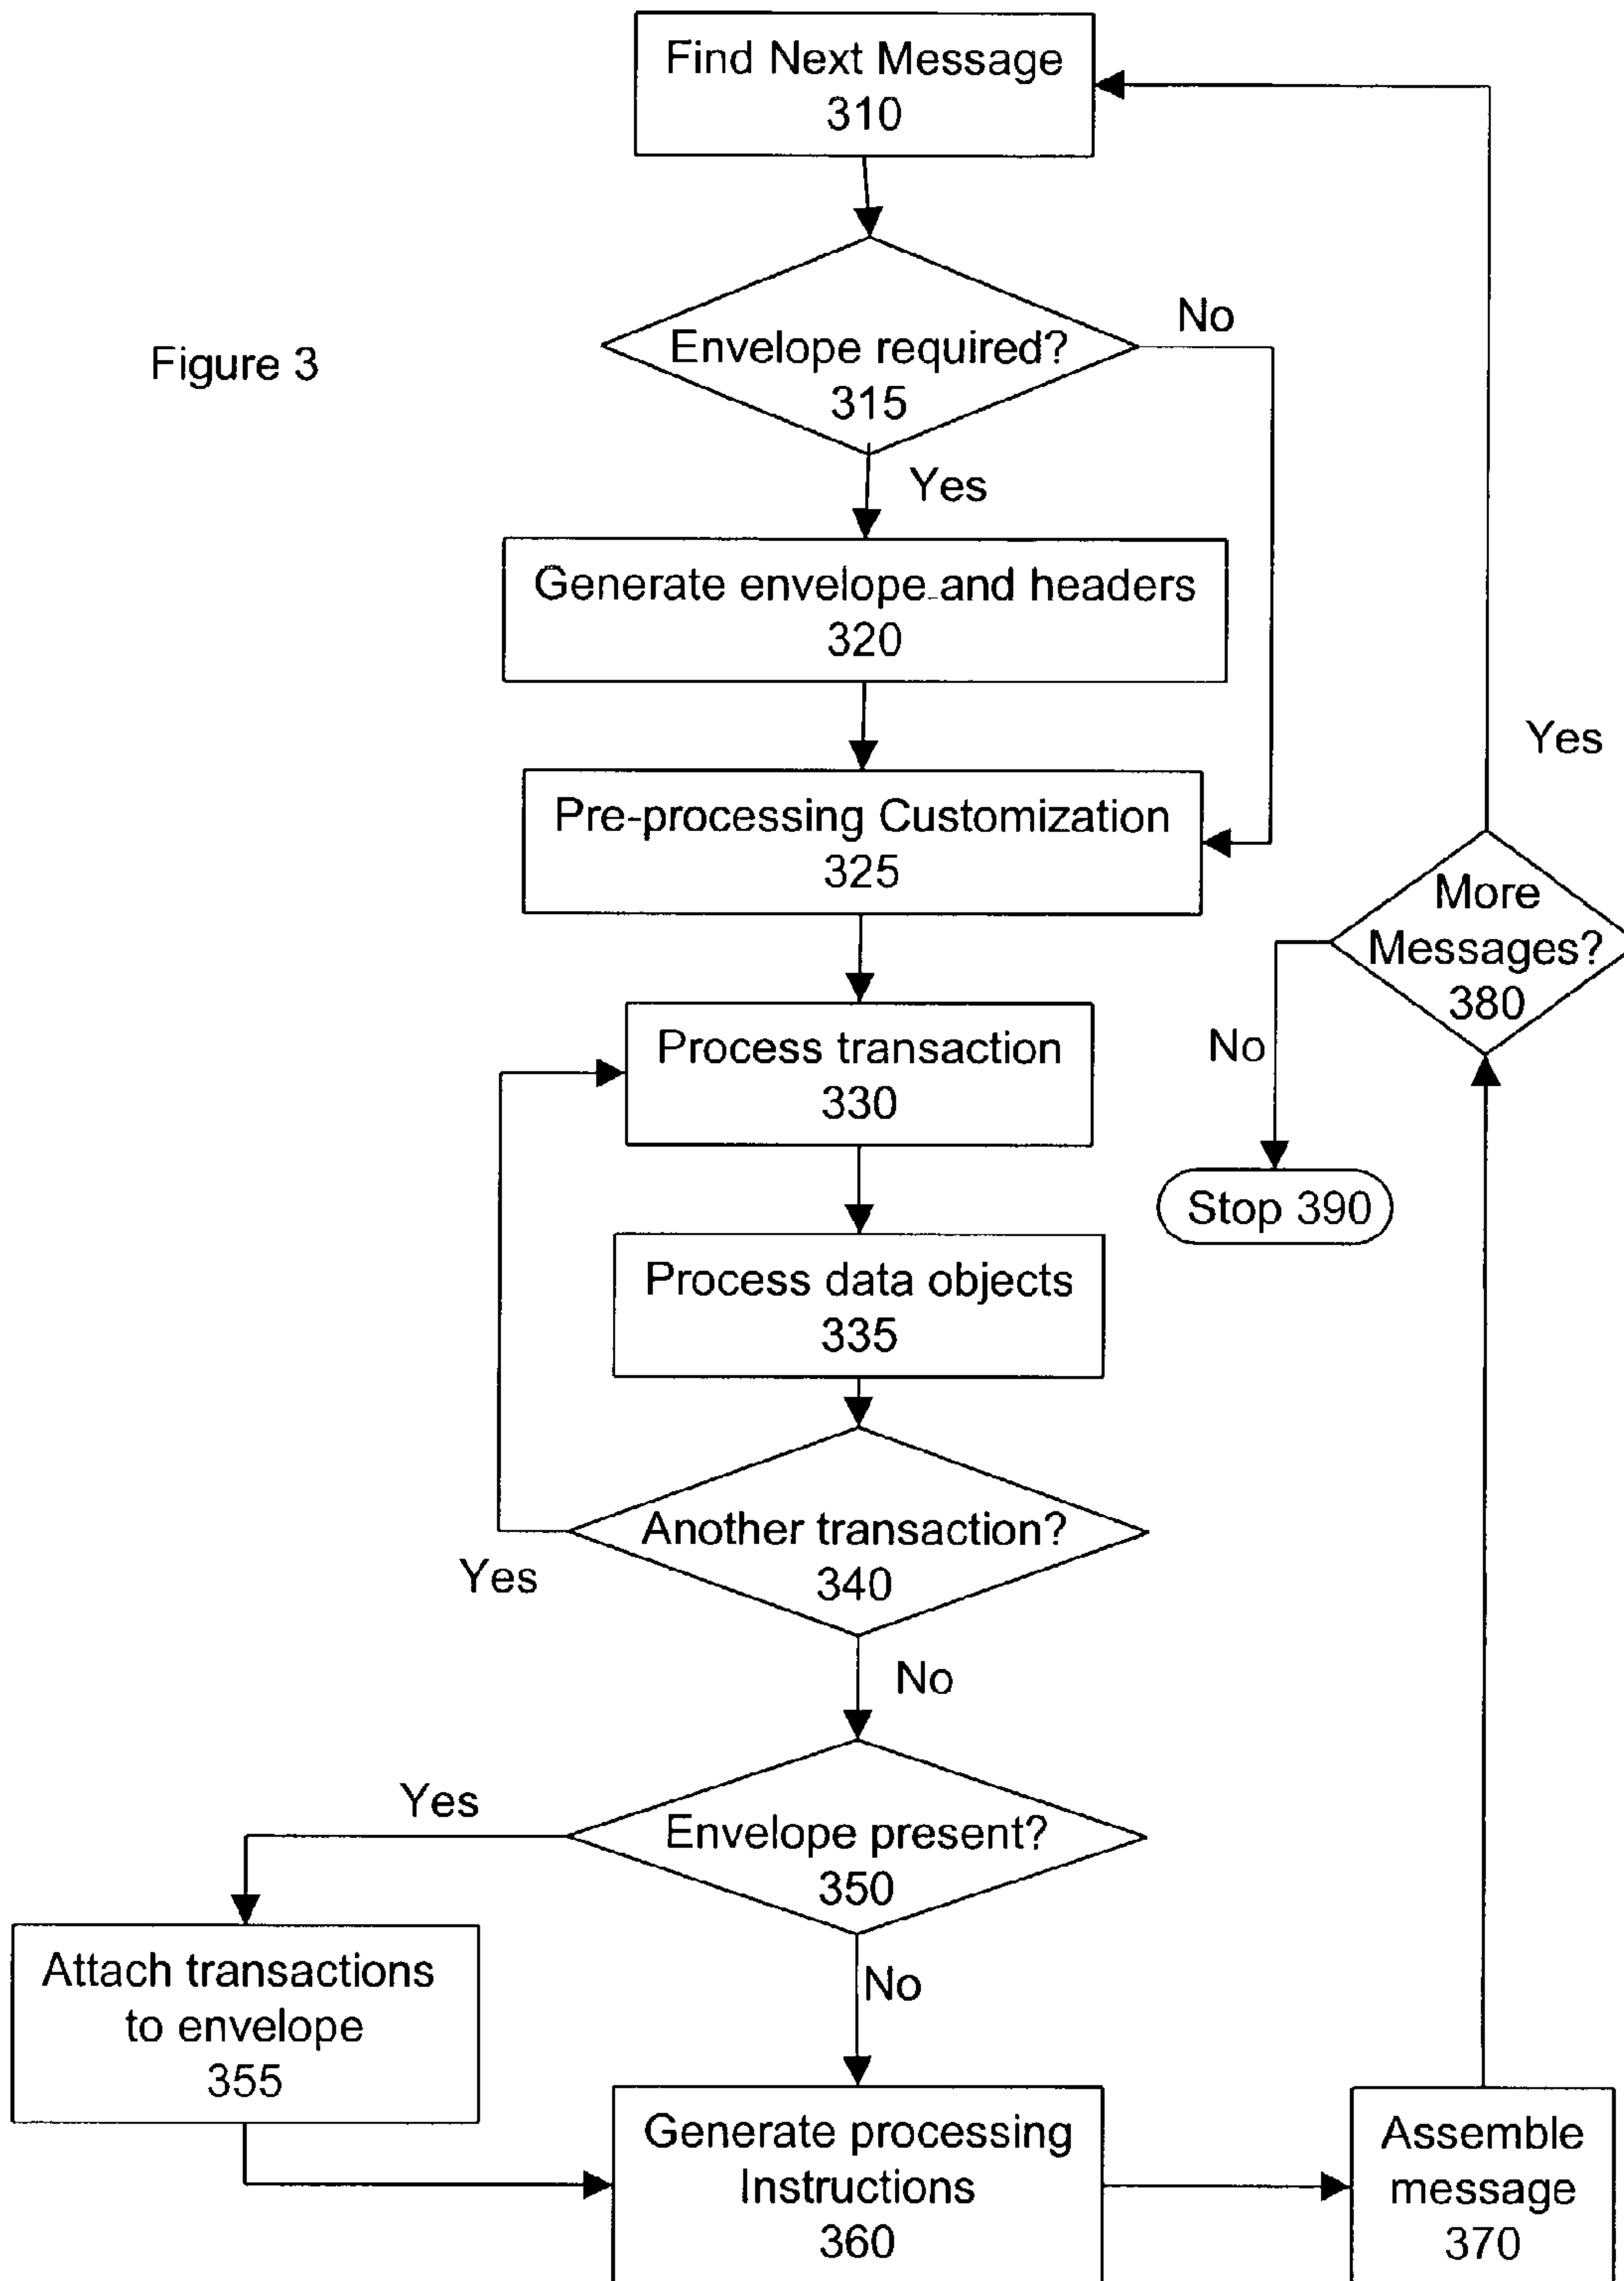 Find Next Message
310
Figure 3
No
Envelope required?
315
Yes
Generate envelope and headers
320
Yes
Pre-processing Customization
325
More
Messages?
380
No
Process transaction
330
Stop 390
Process data objects
335
Another transaction?
340
Yes
No
Yes
Envelope present?
350
Attach transactions
to envelope
355
No
Generate processing
Instructions
360
Assemble
message
370